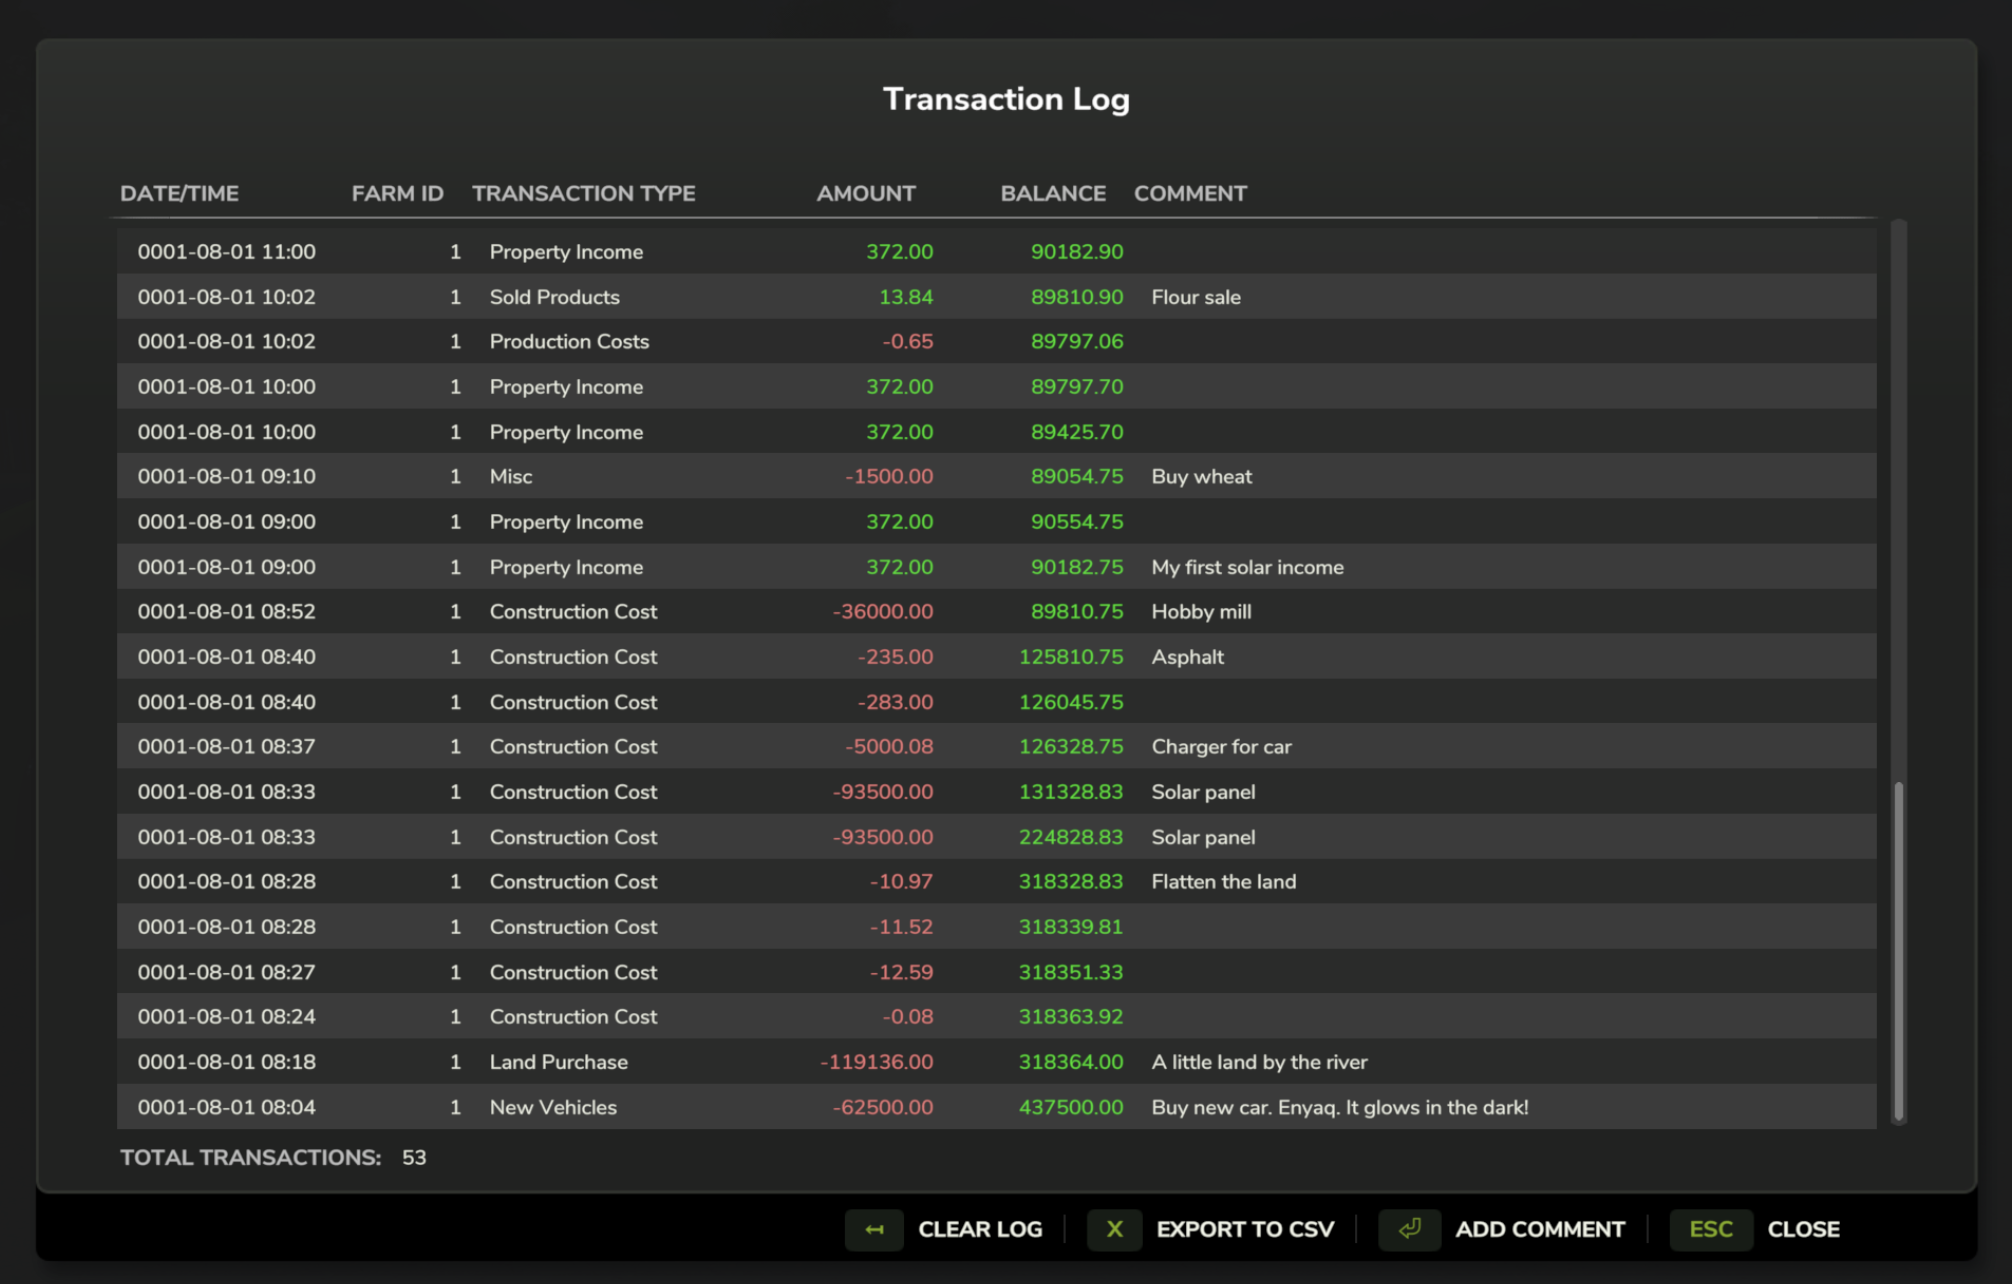 Transaction Log
DATE/TIME FARM ID TRANSACTION TYPE AMOUNT BALANCE COMMENT
0001-08-01 11:00 1 Property Income 372.00 90182.90
0001-08-01 10:02 1 Sold Products 13.84 89810.90 Flour sale
0001-08-01 10:02 1 Production Costs -0.65 89797.06
0001-08-01 10:00 1 Property Income 372.00 89797.70
0001-08-01 10:00 1 Property Income 372.00 89425.70
0001-08-01 09:10 1 Misc -1500.00 89054.75 Buy wheat
0001-08-01 09:00 1 Property Income 372.00 90554.75
0001-08-01 09:00 1 Property Income 372.00 90182.75 My first solar income
0001-08-01 08:52 1 Construction Cost -36000.00 89810.75 Hobby mill
0001-08-01 08:40 1 Construction Cost -235.00 125810.75 Asphalt
0001-08-01 08:40 1 Construction Cost -283.00 126045.75
0001-08-01 08:37 1 Construction Cost -5000.08 126328.75 Charger for car
0001-08-01 08:33 1 Construction Cost -93500.00 131328.83 Solar panel
0001-08-01 08:33 1 Construction Cost -93500.00 224828.83 Solar panel
0001-08-01 08:28 1 Construction Cost -10.97 318328.83 Flatten the land
0001-08-01 08:28 1 Construction Cost -11.52 318339.81
0001-08-01 08:27 1 Construction Cost -12.59 318351.33
0001-08-01 08:24 1 Construction Cost -0.08 318363.92
0001-08-01 08:18 1 Land Purchase -119136.00 318364.00 A little land by the river
0001-08-01 08:04 1 New Vehicles -62500.00 437500.00 Buy new car. Enyaq. It glows in the dark!
TOTAL TRANSACTIONS: 53
CLEAR LOG X EXPORT TO CSV ADD COMMENT ESC CLOSE